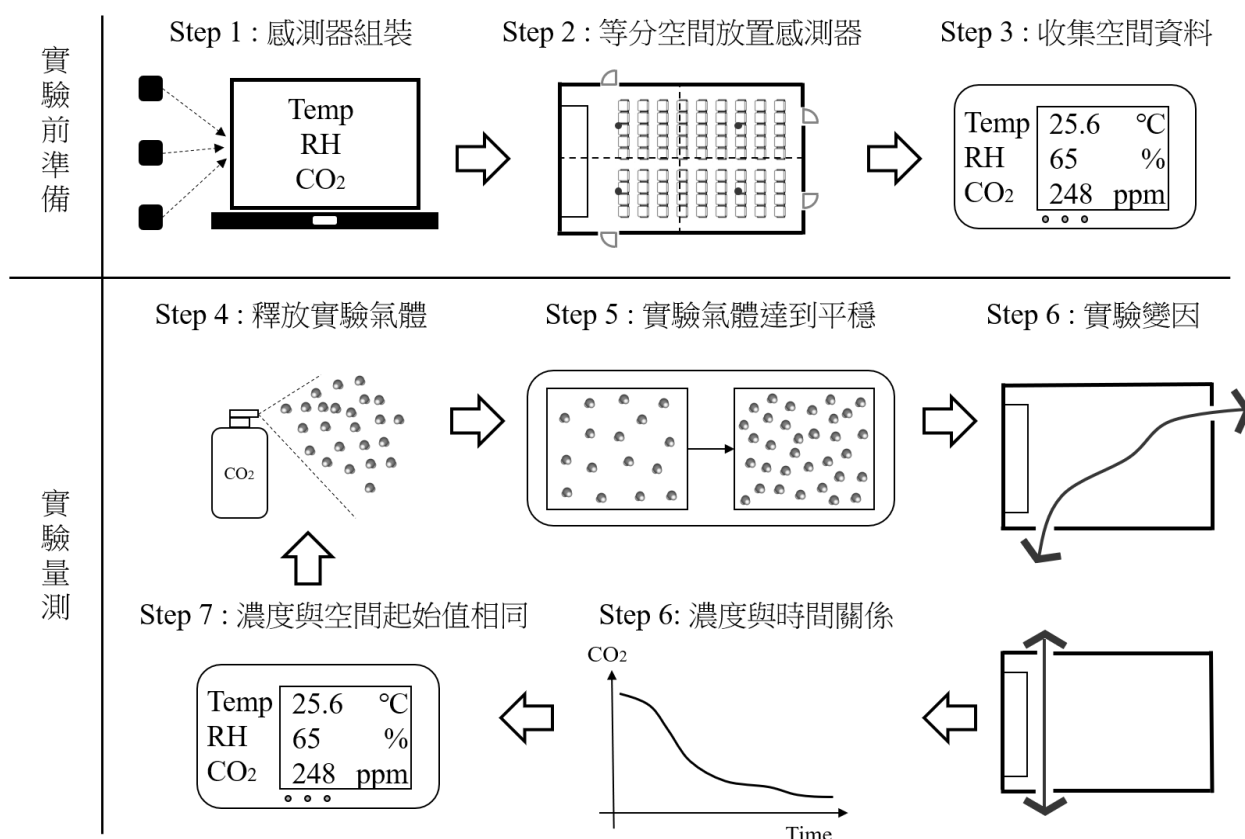 實驗前準備
Step 1 : 感測器組裝
Temp
RH
CO₂
Step 2 : 等分空間放置感測器
Step 3 : 收集空間資料
Temp 25.6 ℃
RH 65 %
CO₂ 248 ppm
實驗量測
Step 4 : 釋放實驗氣體
CO₂
Step 5 : 實驗氣體達到平穩
Step 6 : 實驗變因
Step 7 : 濃度與空間起始值相同
Temp 25.6 ℃
RH 65 %
CO₂ 248 ppm
Step 6: 濃度與時間關係
CO₂
Time